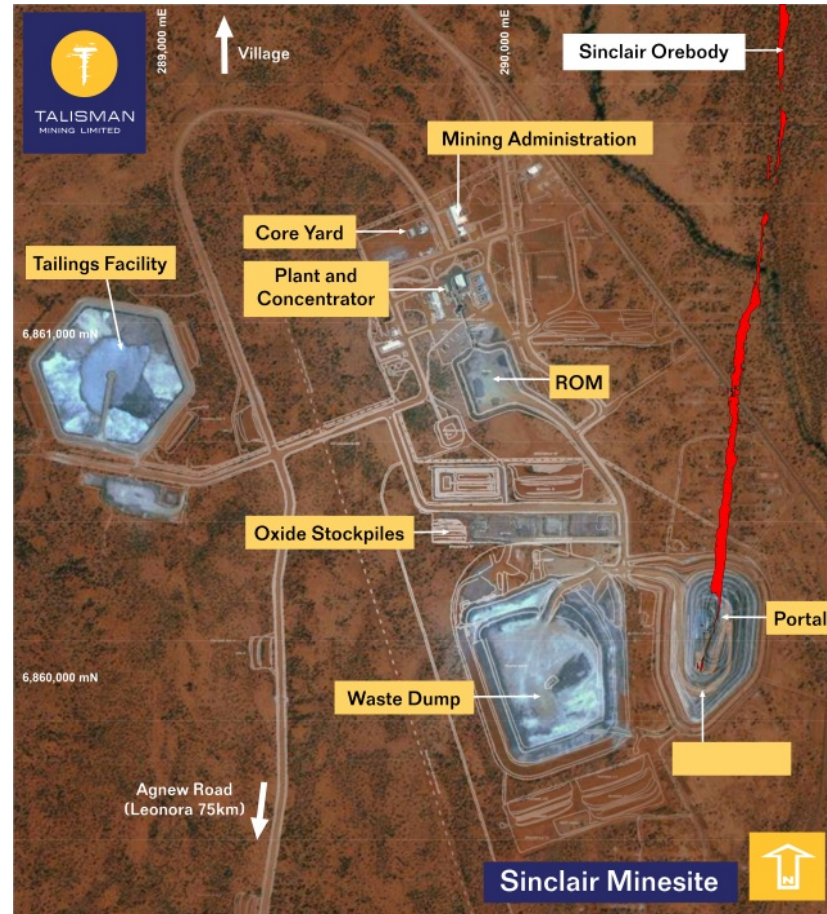 TALISMAN
MINING LIMITED
289,000 mE
Village
290,000 mE
Sinclair Orebody
Mining Administration
Core Yard
Tailings Facility
Plant and
Concentrator
6,861,000 mN
ROM
Oxide Stockpiles
Portal
6,860,000 mN
Waste Dump
Agnew Road
(Leonora 75km)
Sinclair Minesite
N